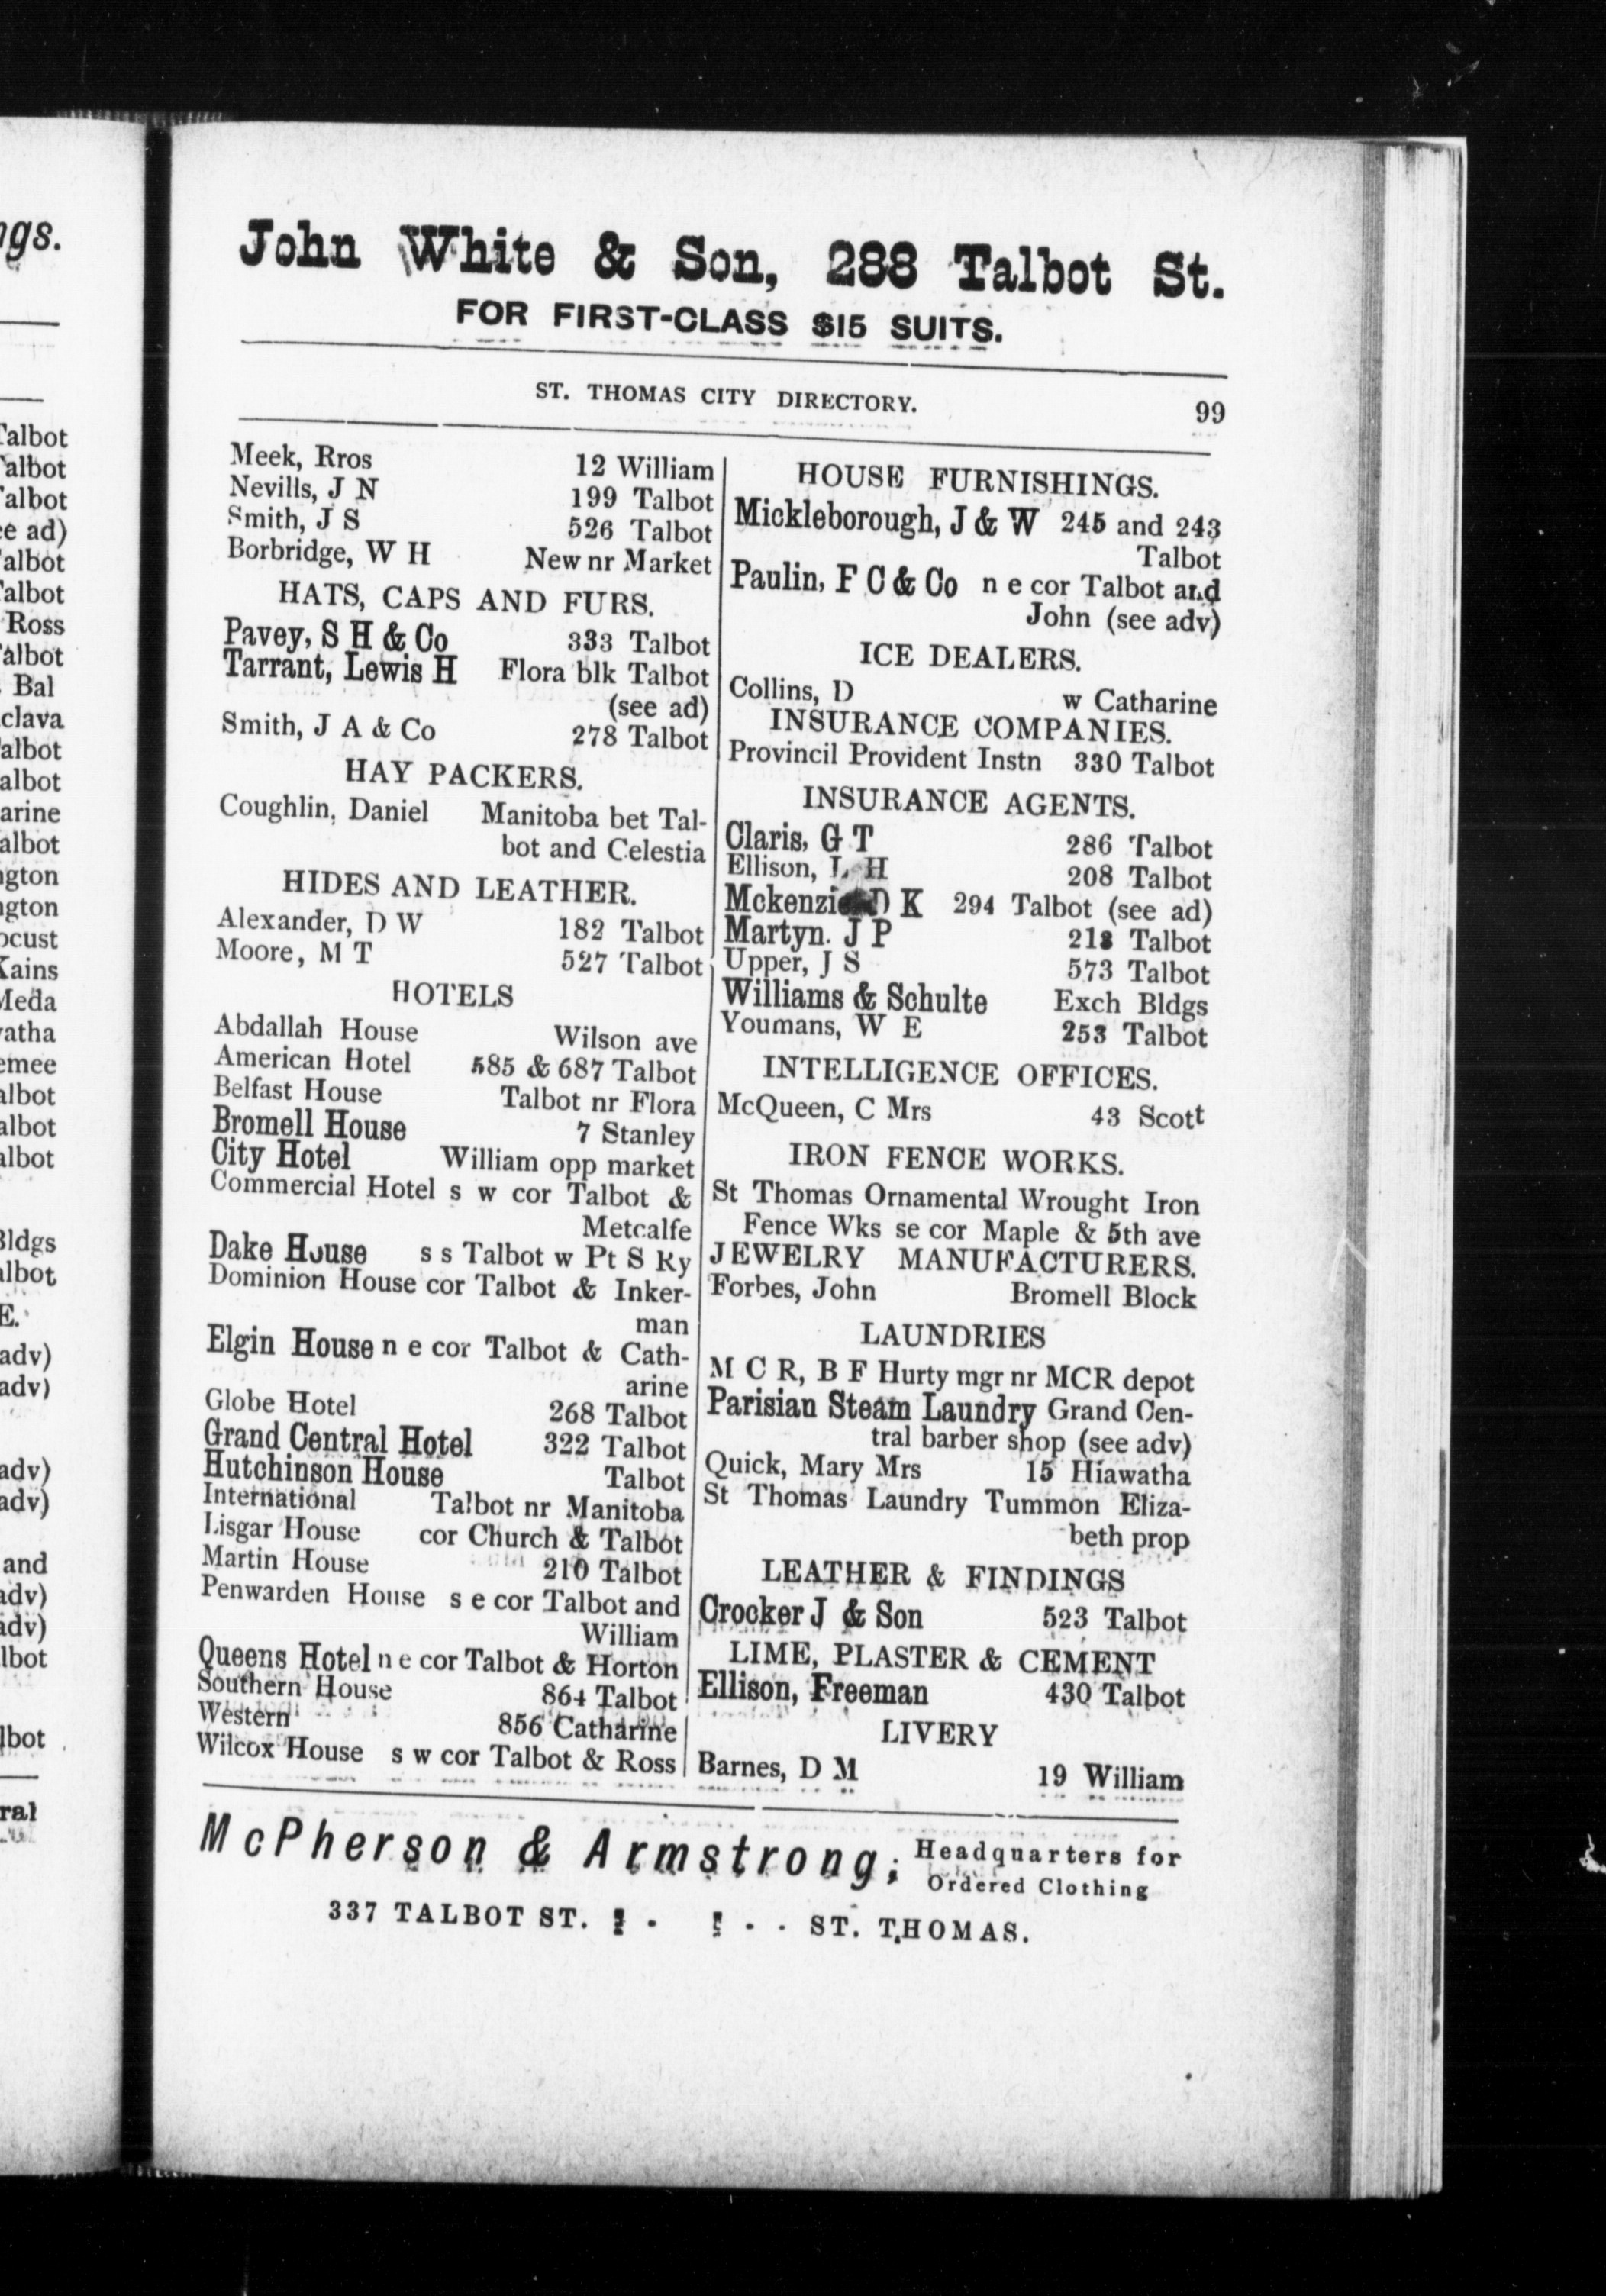 John White & Son, 288 Talbot St.
FOR FIRST-CLASS $15 SUITS.
ST. THOMAS CITY DIRECTORY. 99
Meek, Rros 12 William
Nevills, J N 199 Talbot
Smith, J S 526 Talbot
Borbridge, W H New nr Market
HATS, CAPS AND FURS.
Pavey, S H & Co 333 Talbot
Tarrant, Lewis H Flora blk Talbot
(see ad)
Smith, J A & Co 278 Talbot
HAY PACKERS.
Coughlin, Daniel Manitoba bet Tal-
bot and Celestia
HIDES AND LEATHER.
Alexander, D W 182 Talbot
Moore, M T 527 Talbot
HOTELS
Abdallah House Wilson ave
American Hotel 585 & 687 Talbot
Belfast House Talbot nr Flora
Bromell House 7 Stanley
City Hotel William opp market
Commercial Hotel s w cor Talbot &
Metcalfe
Dake House s s Talbot w Pt S Ry
Dominion House cor Talbot & Inker-
man
Elgin House n e cor Talbot & Cath-
arine
Globe Hotel 268 Talbot
Grand Central Hotel 322 Talbot
Hutchinson House Talbot
International Talbot nr Manitoba
Lisgar House cor Church & Talbot
Martin House 210 Talbot
Penwarden House s e cor Talbot and
William
Queens Hotel n e cor Talbot & Horton
Southern House 864 Talbot
Western 856 Catharine
Wilcox House s w cor Talbot & Ross
HOUSE FURNISHINGS.
Mickleborough, J & W 245 and 243
Talbot
Paulin, F C & Co n e cor Talbot and
John (see adv)
ICE DEALERS.
Collins, D w Catharine
INSURANCE COMPANIES.
Provincil Provident Instn 330 Talbot
INSURANCE AGENTS.
Claris, G T 286 Talbot
Ellison, L H 208 Talbot
Mckenzie D K 294 Talbot (see ad)
Martyn. J P Talbot
Upper, J S 573 Talbot
Williams & Schulte Exch Bldgs
Youmans, W E 253 Talbot
INTELLIGENCE OFFICES.
McQueen, C Mrs 43 Scott
IRON FENCE WORKS.
St Thomas Ornamental Wrought Iron
Fence Wks se cor Maple & 5th ave
JEWELRY MANUFACTURERS.
Forbes, John Bromell Block
LAUNDRIES
M C R, B F Hurty mgr nr MCR depot
Parisian Steam Laundry Grand Cen-
tral barber shop (see adv)
Quick, Mary Mrs 15 Hiawatha
St Thomas Laundry Tummon Eliza-
beth prop
LEATHER & FINDINGS
Crocker J & Son 523 Talbot
LIME, PLASTER & CEMENT
Ellison, Freeman 430 Talbot
LIVERY
Barnes, D M 19 William
McPherson & Armstrong, Headquarters for
Ordered Clothing
337 TALBOT ST. - - - ST. THOMAS.